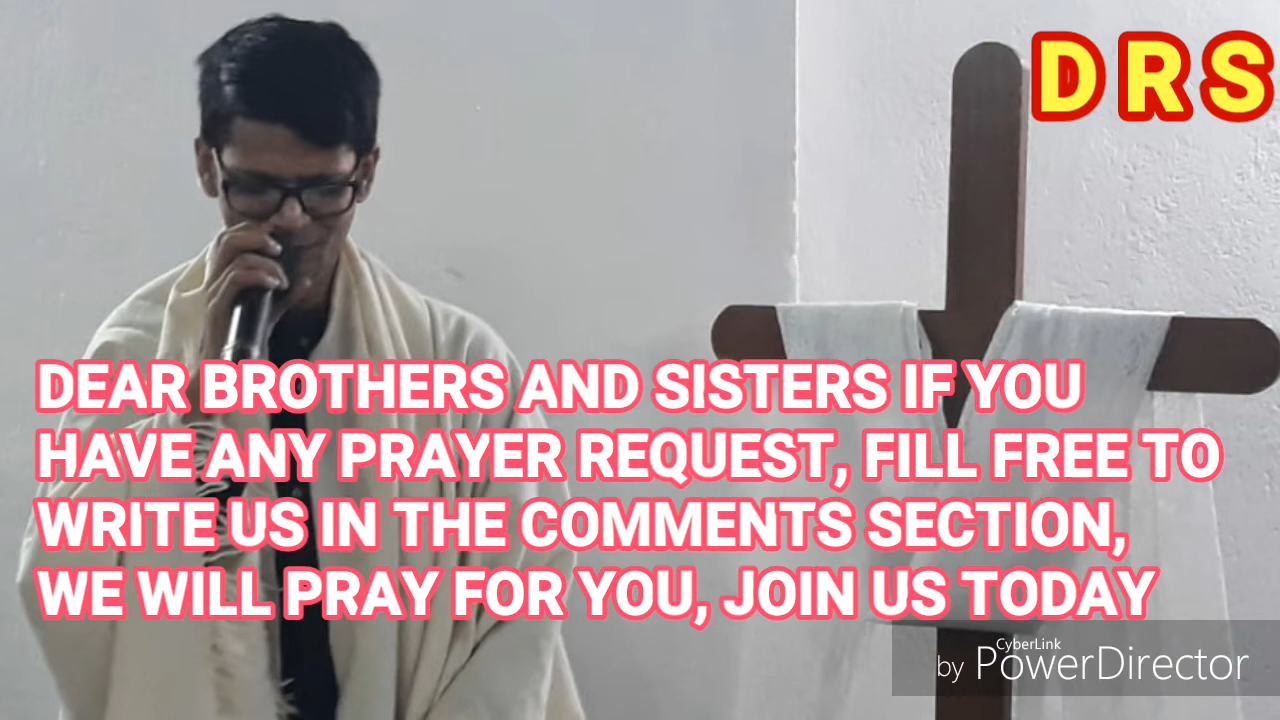 DRS
DEAR BROTHERS AND SISTERS IF YOU
HAVE ANY PRAYER REQUEST, FILL FREE TO
WRITE US IN THE COMMENTS SECTION,
WE WILL PRAY FOR YOU, JOIN US TODAY
CyberLink
by PowerDirector